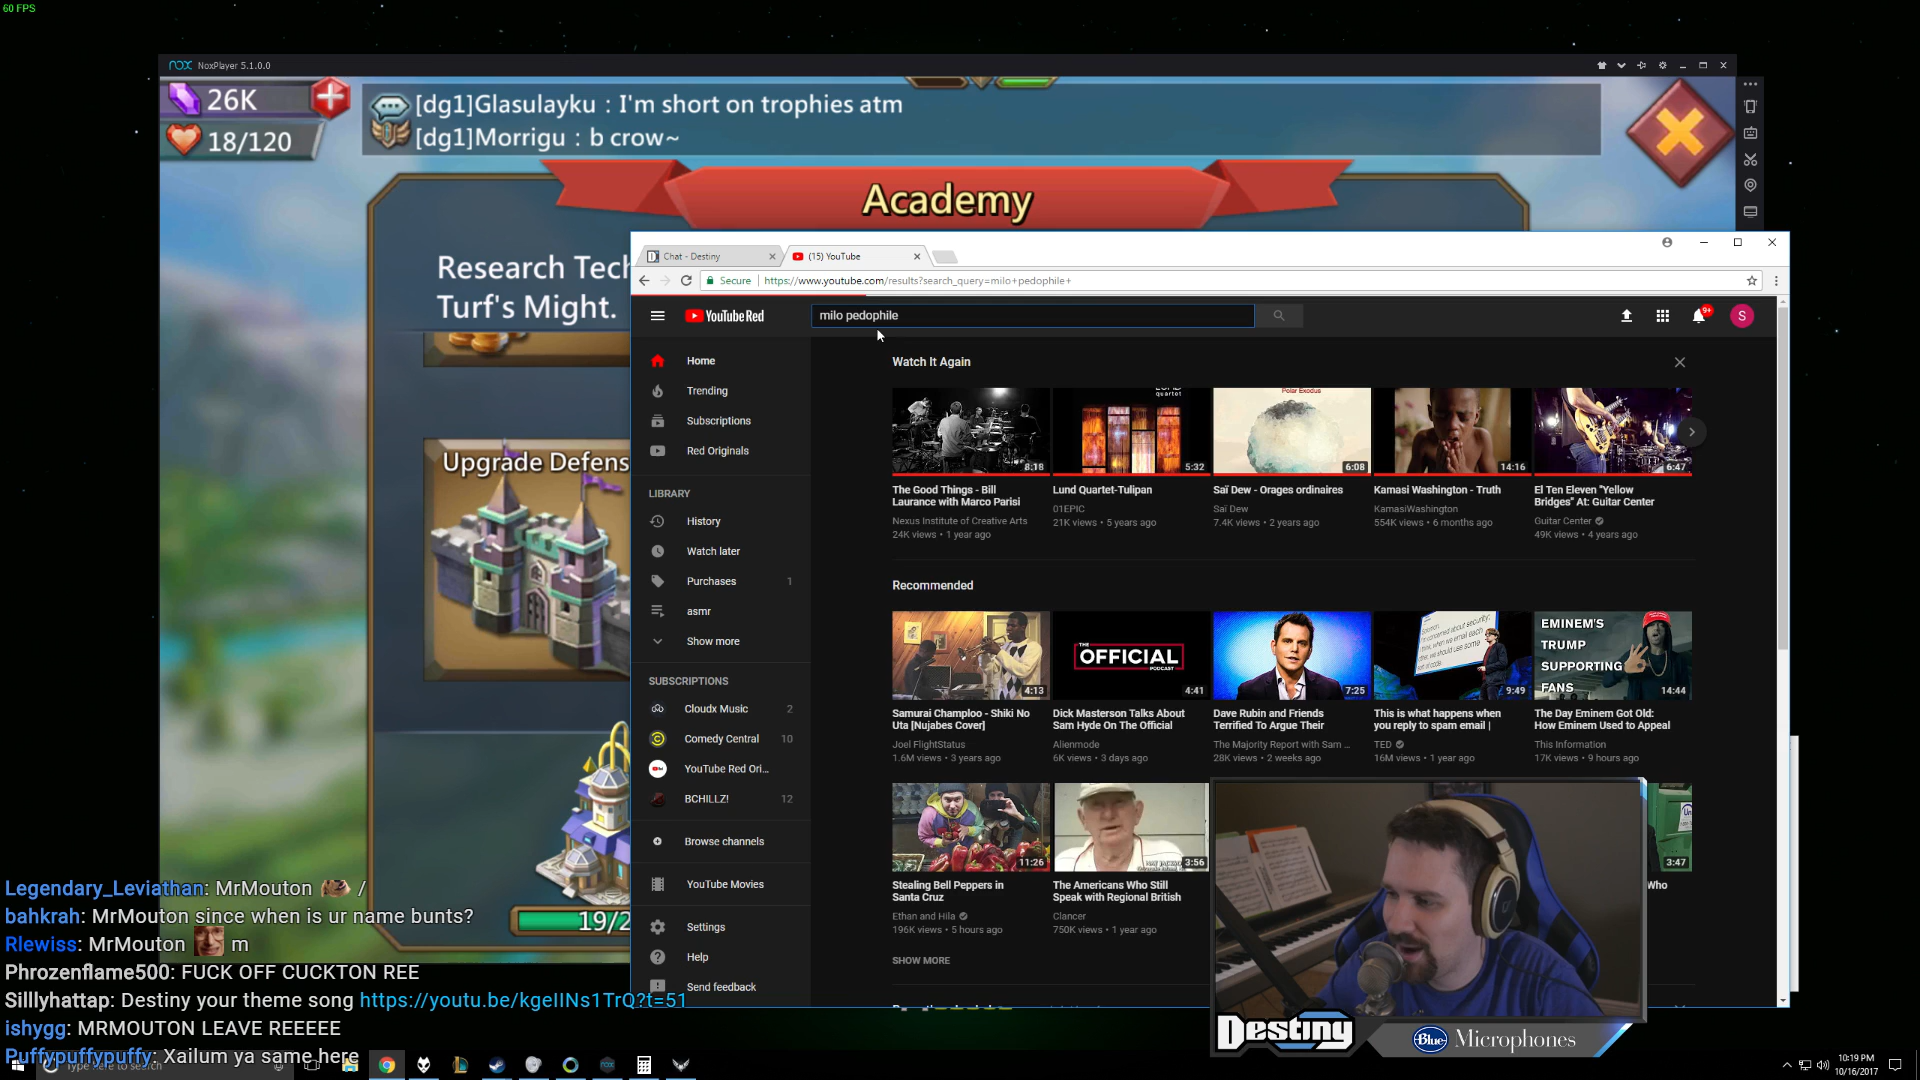 60 FPS
nox NoxPlayer 5.1.0.0
26K
18/120
[dg1]Glasulayku : I'm short on trophies atm
[dg1]Morrigu : b crow~
Academy
Research Tech
Turf's Might.
Upgrade Defens
19/2
Chat - Destiny
(15) YouTube
Secure
https://www.youtube.com/results?search_query=milo+pedophile+
YouTube Red
milo pedophile
9+
S
Home
Trending
Subscriptions
Red Originals
LIBRARY
History
Watch later
Purchases 1
asmr
Show more
SUBSCRIPTIONS
Cloudx Music 2
Comedy Central 10
YouTube Red Ori...
BCHILLZ! 12
Browse channels
YouTube Movies
Settings
Help
Send feedback
Watch It Again
8:18
quartet
5:32
Polar Exodus
6:08
14:16
6:47
The Good Things - Bill
Laurance with Marco Parisi
Nexus Institute of Creative Arts
24K views • 1 year ago
Lund Quartet-Tulipan
01EPIC
21K views • 5 years ago
Saï Dew - Orages ordinaires
Saï Dew
7.4K views • 2 years ago
Kamasi Washington - Truth
KamasiWashington
554K views • 6 months ago
El Ten Eleven "Yellow
Bridges" At: Guitar Center
Guitar Center
49K views • 4 years ago
Recommended
4:13
THE OFFICIAL PODCAST
4:41
7:25
9:49
EMINEM'S
TRUMP
SUPPORTING
FANS
14:44
Samurai Champloo - Shiki No
Uta [Nujabes Cover]
Joel FlightStatus
1.6M views • 3 years ago
Dick Masterson Talks About
Sam Hyde On The Official
Alienmode
6K views • 3 days ago
Dave Rubin and Friends
Terrified To Argue Their
The Majority Report with Sam ...
28K views • 2 weeks ago
This is what happens when
you reply to spam email |
TED
16M views • 1 year ago
The Day Eminem Got Old:
How Eminem Used to Appeal
This Information
17K views • 9 hours ago
11:26
3:56
3:47
Stealing Bell Peppers in
Santa Cruz
Ethan and Hila
196K views • 5 hours ago
The Americans Who Still
Speak with Regional British
Clancer
750K views • 1 year ago
Who
SHOW MORE
Destiny
Blue Microphones
Legendary_Leviathan: MrMouton /
bahkrah: MrMouton since when is ur name bunts?
Rlewiss: MrMouton m
Phrozenflame500: FUCK OFF CUCKTON REE
Silllyhattap: Destiny your theme song https://youtu.be/kgeIINs1TrQ?t=51
ishygg: MRMOUTON LEAVE REEEEE
Puffypuffypuffy: Xailum ya same here
Type here to search
10:19 PM
10/16/2017